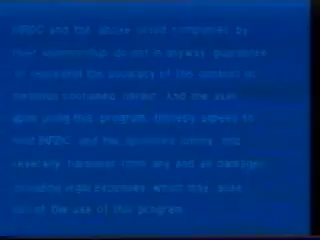 and the above listed companies by
their sponsorship do not in anyway guarantee
or represent the accuracy of the content or
contained herein. And the user
upon using this program, thereby agrees to
hold and the sponsors jointly and
severally harmless from any and all damages
including legal expenses which may arise
out of the use of this program.